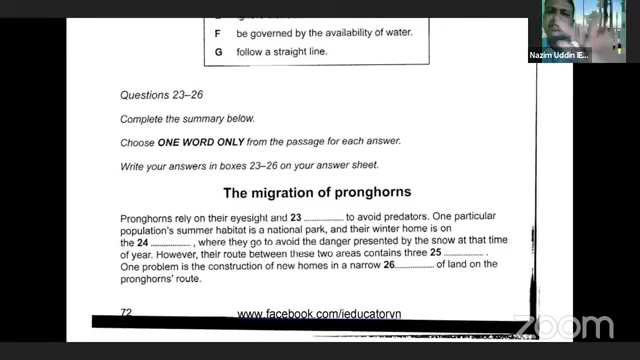 F be governed by the availability of water.
G follow a straight line.
Questions 23–26
Complete the summary below.
Choose ONE WORD ONLY from the passage for each answer.
Write your answers in boxes 23–26 on your answer sheet.
The migration of pronghorns
Pronghorns rely on their eyesight and 23 .................... to avoid predators. One particular
population's summer habitat is a national park, and their winter home is on
the 24 .................... , where they go to avoid the danger presented by the snow at that time
of year. However, their route between these two areas contains three 25 .................... .
One problem is the construction of new homes in a narrow 26.................... of land on the
pronghorns' route.
72 www.facebook.com/ieducatorvn
Nazim Uddin IE...
zoom